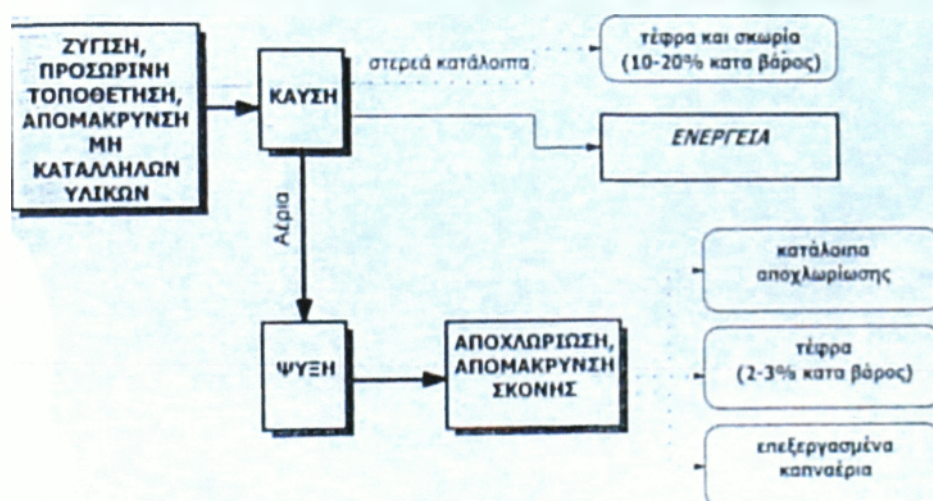 ΖΥΓΙΣΗ,
ΠΡΟΣΩΡΙΝΗ
ΤΟΠΟΘΕΤΗΣΗ,
ΑΠΟΜΑΚΡΥΝΣΗ
ΜΗ
ΚΑΤΑΛΛΗΛΩΝ
ΥΛΙΚΩΝ
ΚΑΥΣΗ
στερεά κατάλοιπα
τέφρα και σκωρία
(10-20% κατα βάρος)
ΕΝΕΡΓΕΙΑ
Αέρια
ΨΥΞΗ
ΑΠΟΧΛΩΡΙΩΣΗ,
ΑΠΟΜΑΚΡΥΝΣΗ
ΣΚΟΝΗΣ
κατάλοιπα
αποχλωρίωσης
τέφρα
(2-3% κατα βάρος)
επεξεργασμένα
καπναέρια